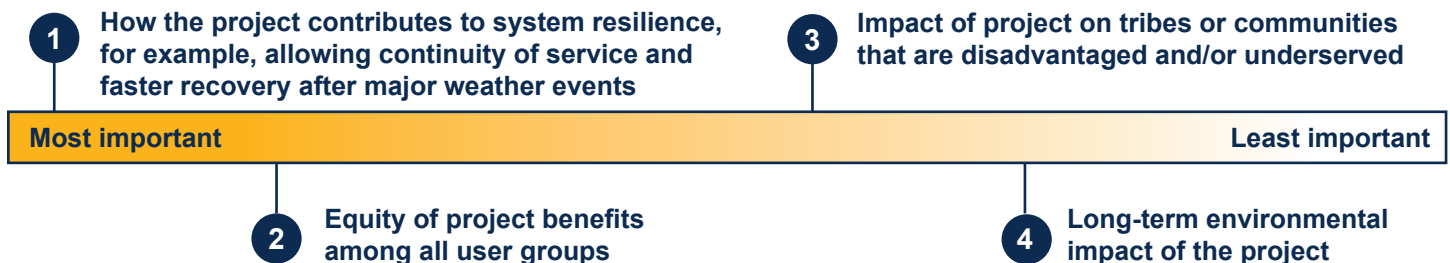 1
How the project contributes to system resilience,
for example, allowing continuity of service and
faster recovery after major weather events
3
Impact of project on tribes or communities
that are disadvantaged and/or underserved
Most important
Least important
2
Equity of project benefits
among all user groups
4
Long-term environmental
impact of the project